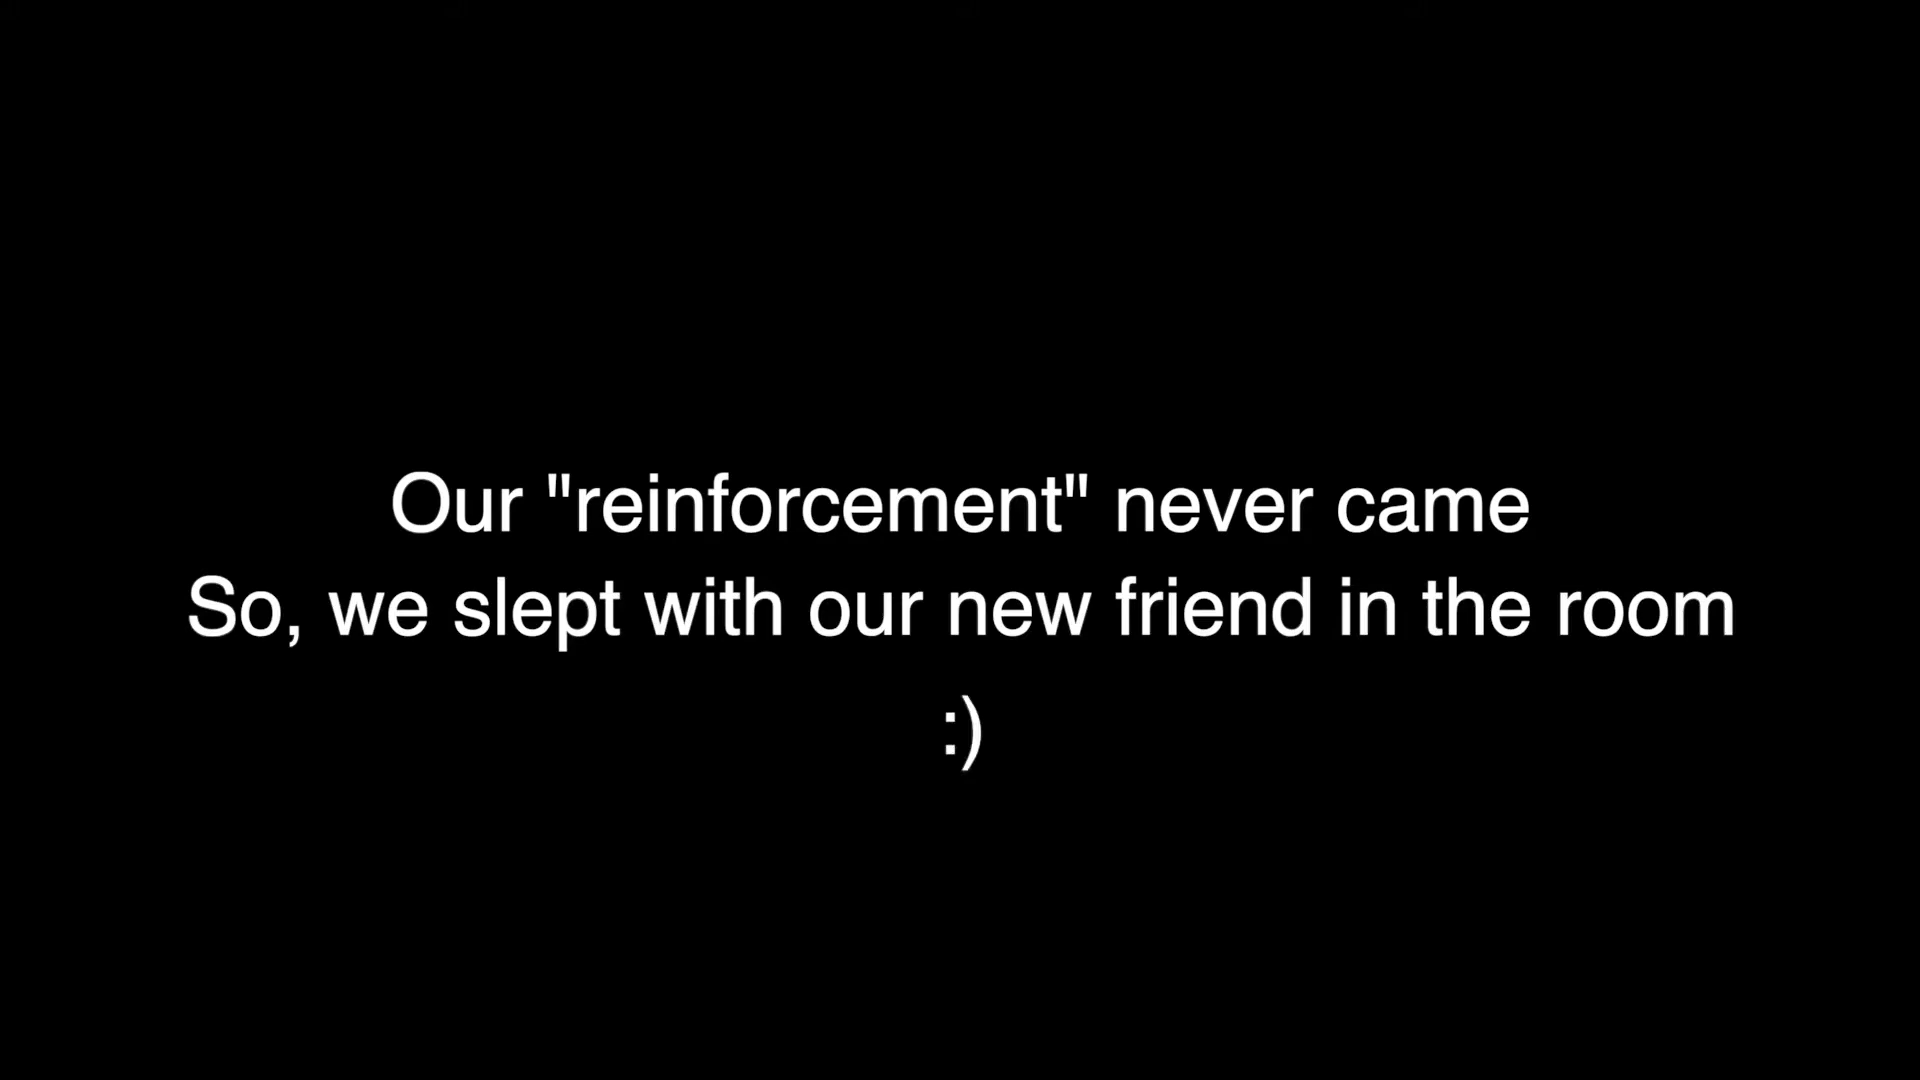 Our "reinforcement" never came
So, we slept with our new friend in the room
:)